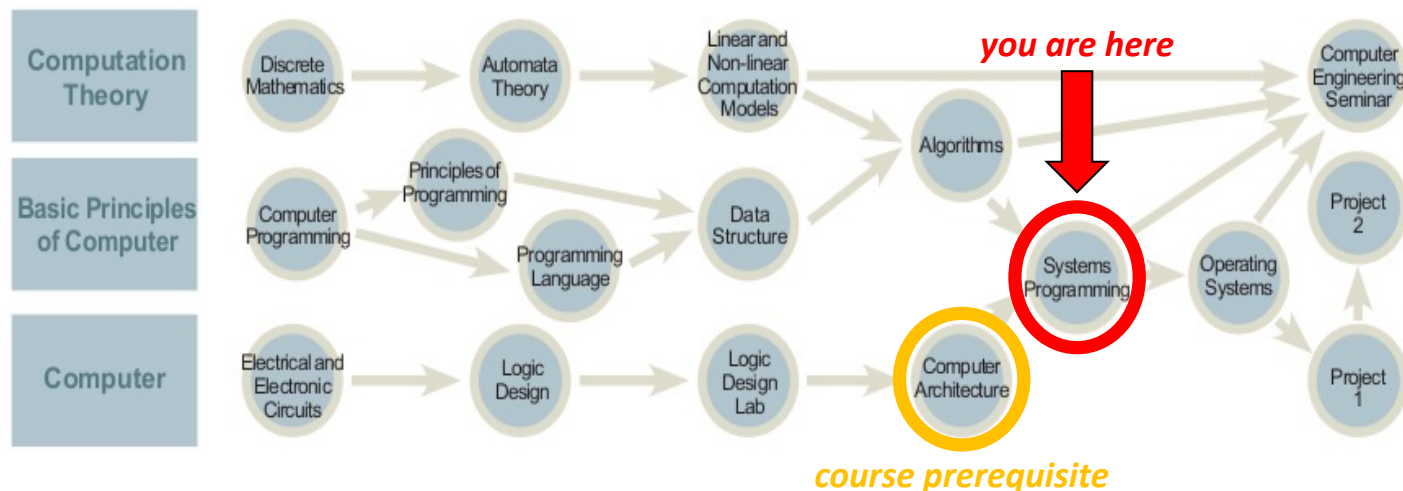 Computation
Theory
Discrete
Mathematics
Automata
Theory
Linear and
Non-linear
Computation
Models
you are here
Computer
Engineering
Seminar
Algorithms
Basic Principles
of Computer
Computer
Programming
Principles of
Programming
Programming
Language
Data
Structure
Systems
Programming
Operating
Systems
Project
2
Computer
Electrical and
Electronic
Circuits
Logic
Design
Logic
Design
Lab
Computer
Architecture
Project
1
course prerequisite